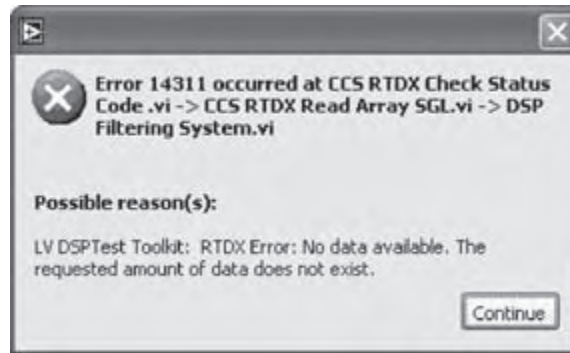 Error 14311 occurred at CCS RTDX Check Status
Code .vi -> CCS RTDX Read Array SGL.vi -> DSP
Filtering System.vi
Possible reason(s):
LV DSPTest Toolkit: RTDX Error: No data available. The
requested amount of data does not exist.
Continue